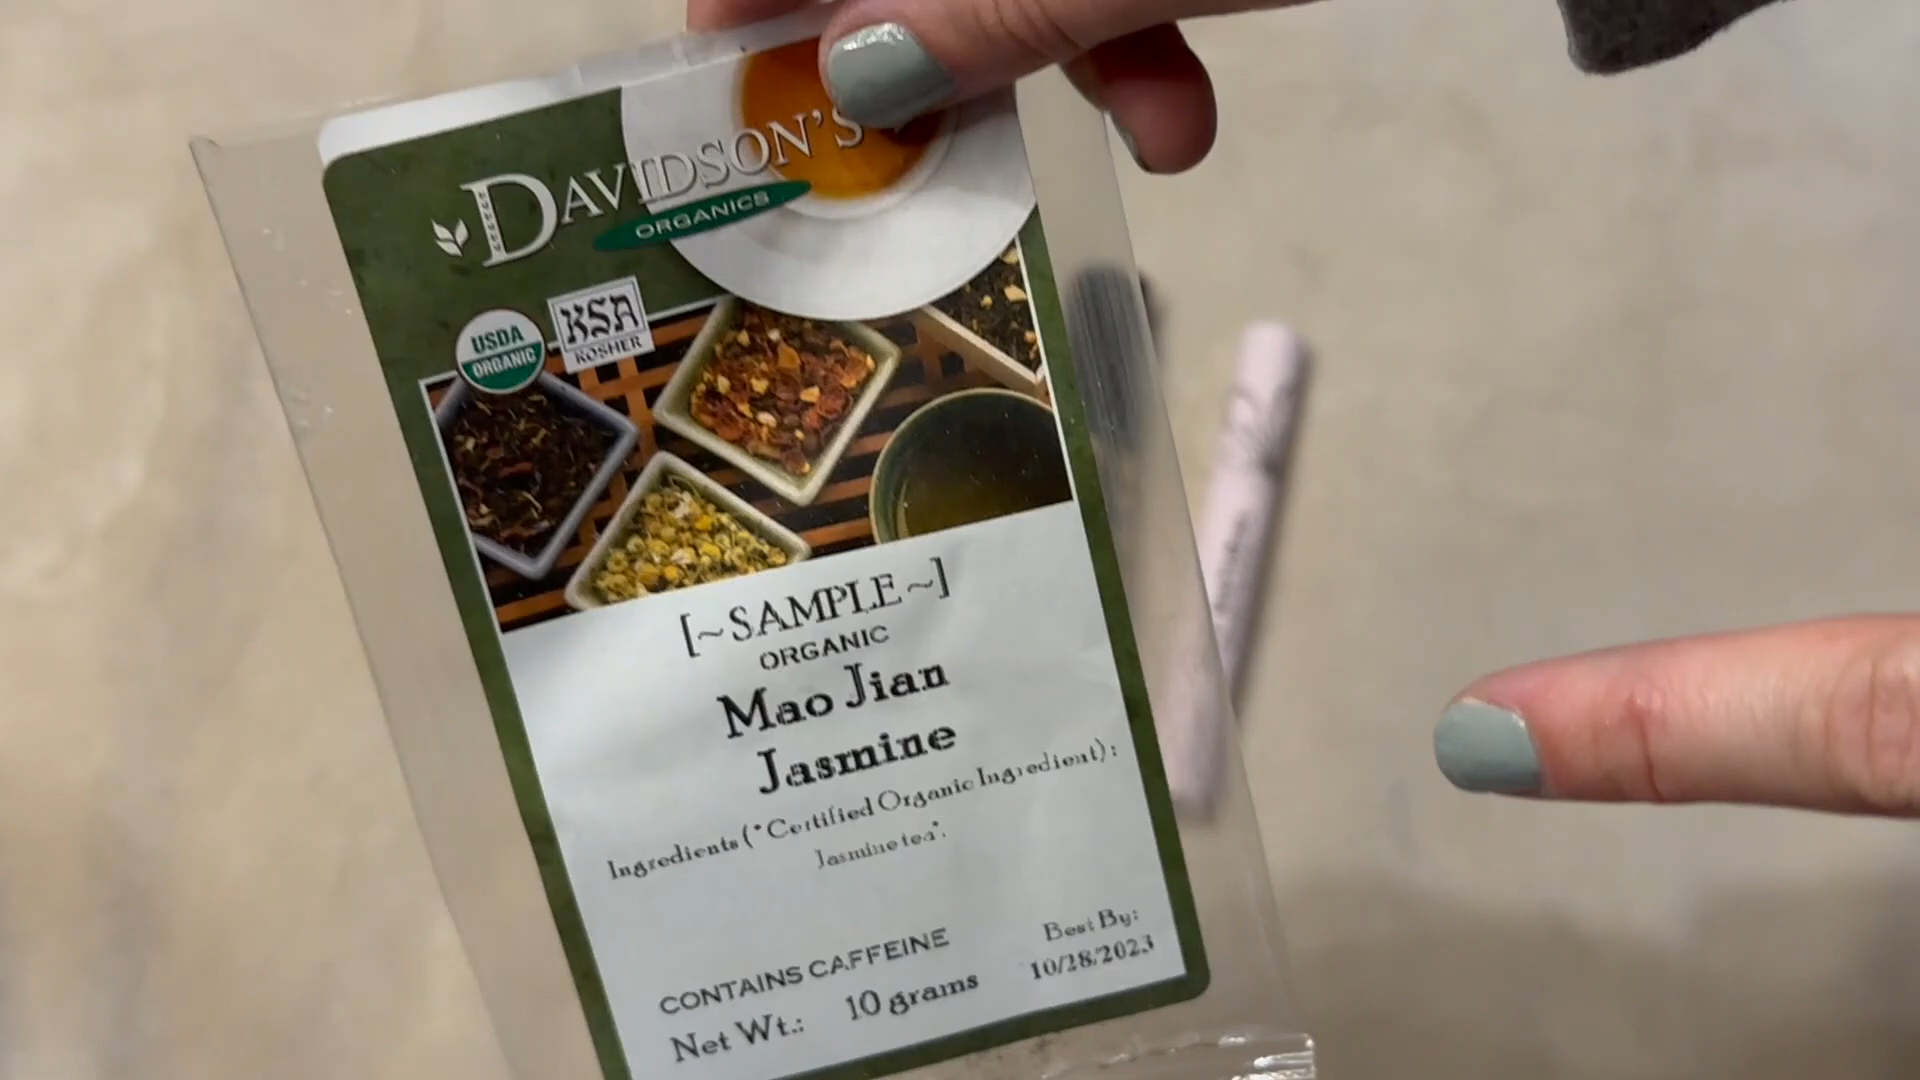 DAVIDSON'S
ORGANICS
USDA
ORGANIC
KSA
KOSHER
[~SAMPLE~]
ORGANIC
Mao Jian
Jasmine
Ingredients (*Certified Organic Ingredient):
Jasmine tea*.
CONTAINS CAFFEINE
Best By:
Net Wt.: 10 grams
10/28/2023